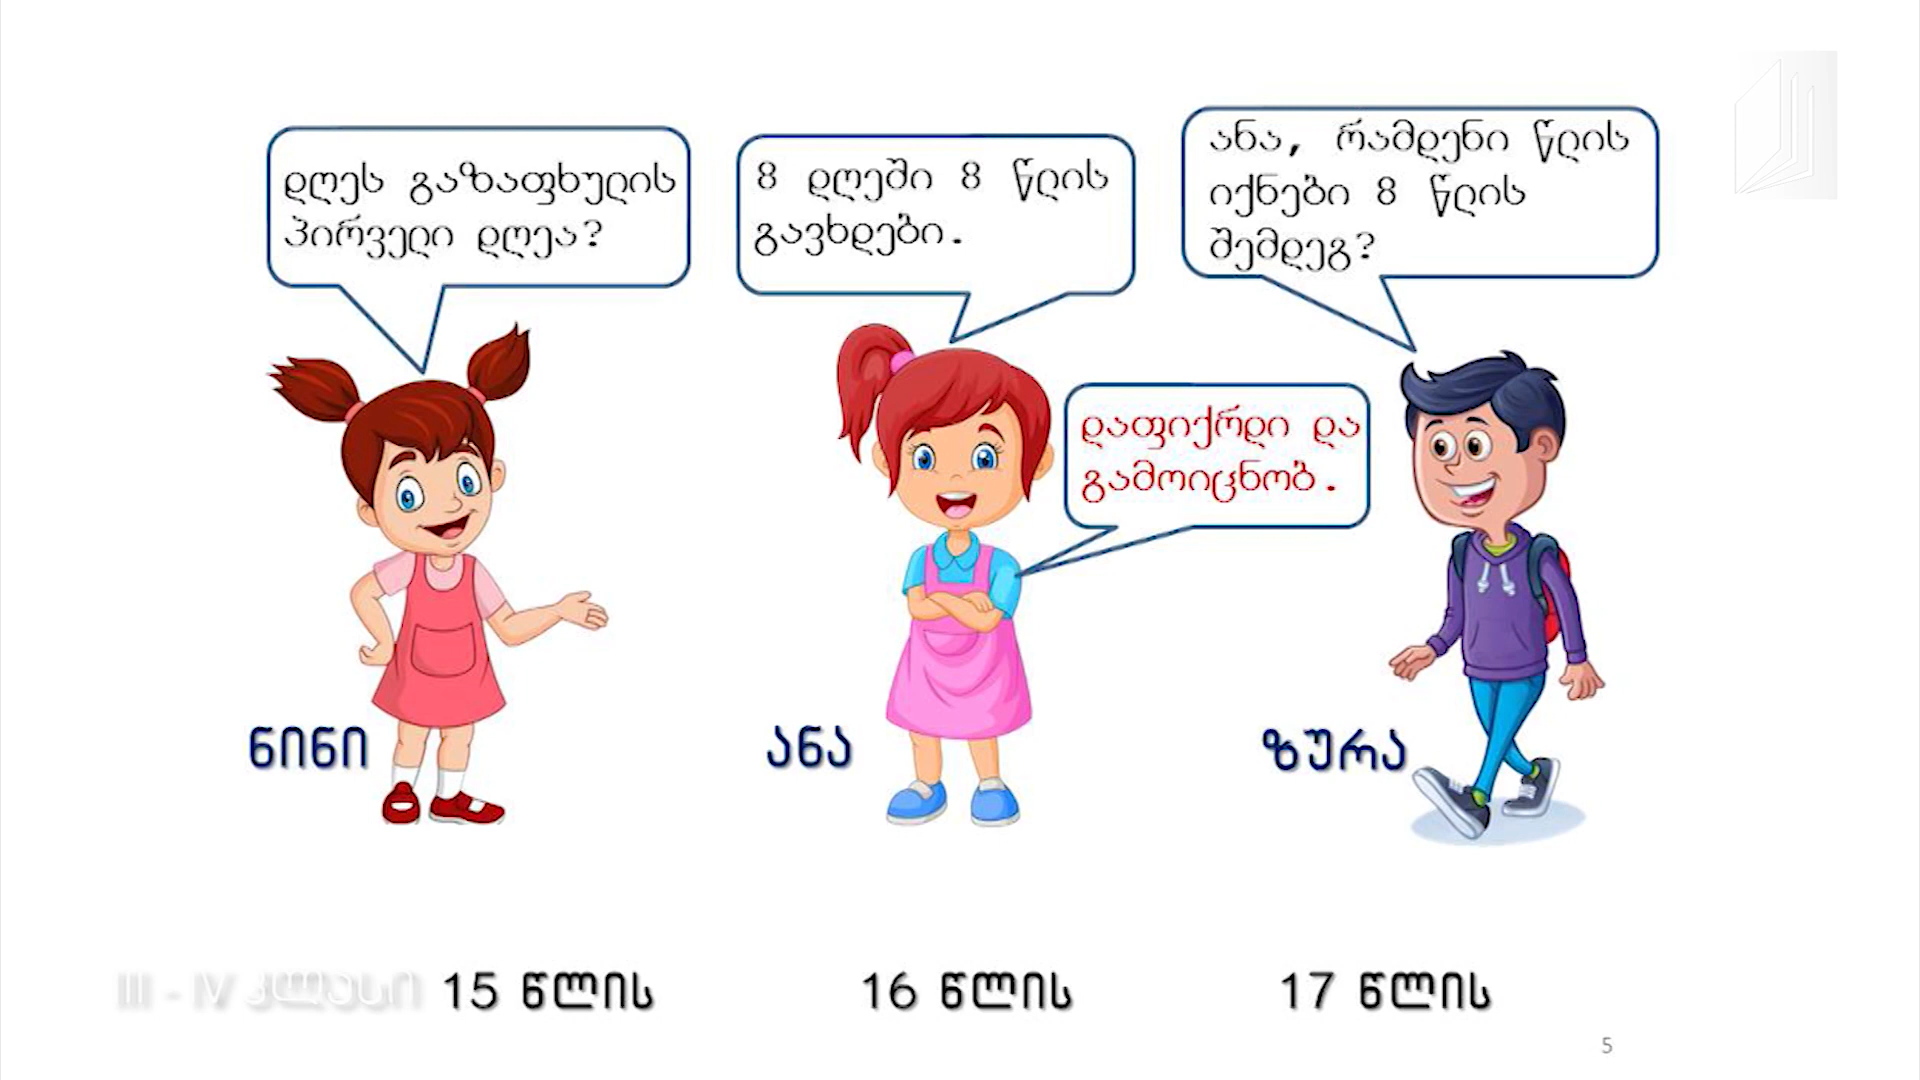 დღეს გაზაფხულის
პირველი დღეა?
8 დღეში 8 წლის
გავხდები.
ანა, რამდენი წლის
იქნები 8 წლის
შემდეგ?
დაფიქრდი და
გამოიცნობ.
ნინი
ანა
ზურა
III - IV კლასი
15 წლის
16 წლის
17 წლის
5